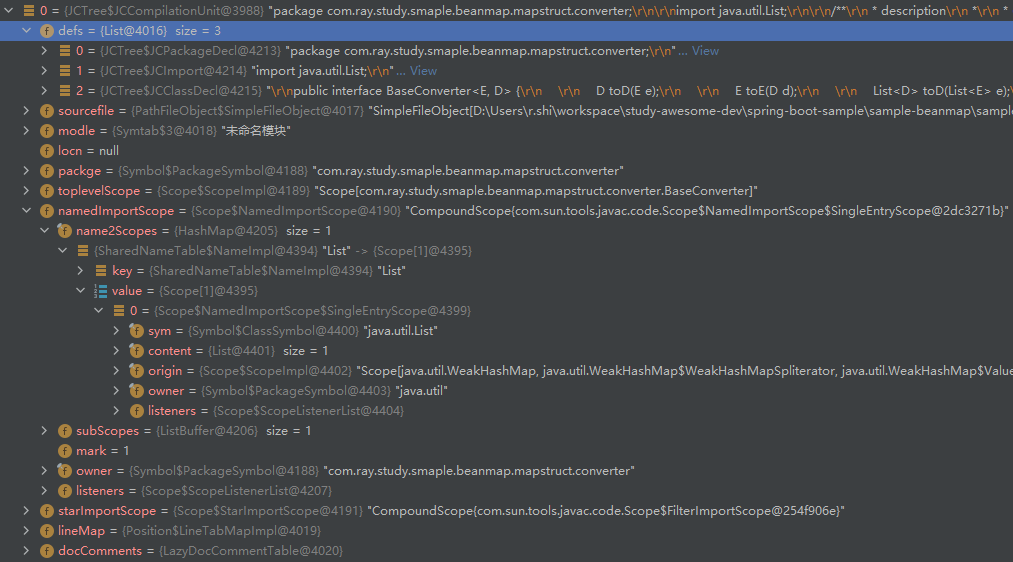 0 = {JCTree$JCCompilationUnit@3988} "package com.ray.study.smaple.beanmap.mapstruct.converter;\r\n\r\nimport java.util.List;\r\n\r\n/**\r\n * description\r\n *\r\n *
f defs = {List@4016} size = 3
0 = {JCTree$JCPackageDecl@4213} "package com.ray.study.smaple.beanmap.mapstruct.converter;\r\n"... View
1 = {JCTree$JCImport@4214} "import java.util.List;\r\n"... View
2 = {JCTree$JCClassDecl@4215} "\r\npublic interface BaseConverter<E, D> {\r\n \r\n D toD(E e);\r\n \r\n E toE(D d);\r\n \r\n List<D> toD(List<E> e);\
f sourcefile = {PathFileObject$SimpleFileObject@4017} "SimpleFileObject[D:\Users\r.shi\workspace\study-awesome-dev\spring-boot-sample\sample-beanmap\samp
f modle = {Symtab$3@4018} "未命名模块"
f locn = null
f packge = {Symbol$PackageSymbol@4188} "com.ray.study.smaple.beanmap.mapstruct.converter"
f toplevelScope = {Scope$ScopeImpl@4189} "Scope[com.ray.study.smaple.beanmap.mapstruct.converter.BaseConverter]"
f namedImportScope = {Scope$NamedImportScope@4190} "CompoundScope{com.sun.tools.javac.code.Scope$NamedImportScope$SingleEntryScope@2dc3271b}"
f name2Scopes = {HashMap@4205} size = 1
{SharedNameTable$NameImpl@4394} "List" -> {Scope[1]@4395}
key = {SharedNameTable$NameImpl@4394} "List"
value = {Scope[1]@4395}
0 = {Scope$NamedImportScope$SingleEntryScope@4399}
f sym = {Symbol$ClassSymbol@4400} "java.util.List"
f content = {List@4401} size = 1
f origin = {Scope$ScopeImpl@4402} "Scope[java.util.WeakHashMap, java.util.WeakHashMap$WeakHashMapSpliterator, java.util.WeakHashMap$Value
f owner = {Symbol$PackageSymbol@4403} "java.util"
f listeners = {Scope$ScopeListenerList@4404}
f subScopes = {ListBuffer@4206} size = 1
f mark = 1
f owner = {Symbol$PackageSymbol@4188} "com.ray.study.smaple.beanmap.mapstruct.converter"
f listeners = {Scope$ScopeListenerList@4207}
f starImportScope = {Scope$StarImportScope@4191} "CompoundScope{com.sun.tools.javac.code.Scope$FilterImportScope@254f906e}"
f lineMap = {Position$LineTabMapImpl@4019}
f docComments = {LazyDocCommentTable@4020}